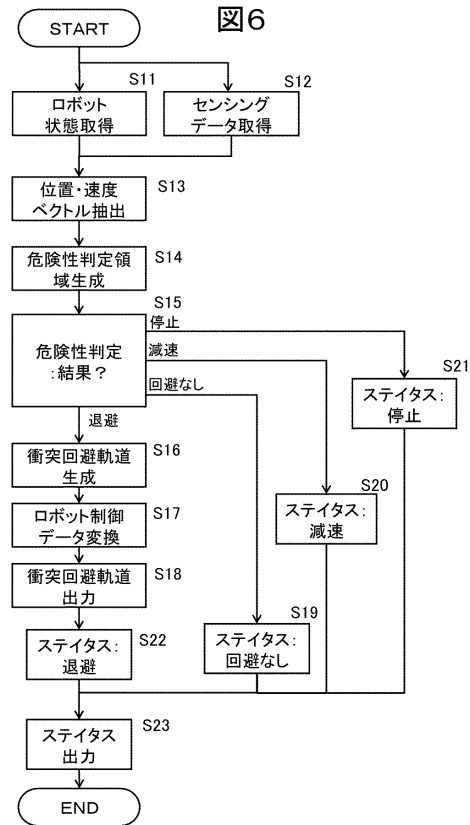 図6
START
S11
ロボット
状態取得
S12
センシング
データ取得
S13
位置・速度
ベクトル抽出
S14
危険性判定領
域生成
S15
危険性判定
:結果?
停止
減速
回避なし
退避
S21
ステイタス:
停止
S16
衝突回避軌道
生成
S20
ステイタス:
減速
S17
ロボット制御
データ変換
S18
衝突回避軌道
出力
S19
ステイタス:
回避なし
S22
ステイタス:
退避
S23
ステイタス
出力
END